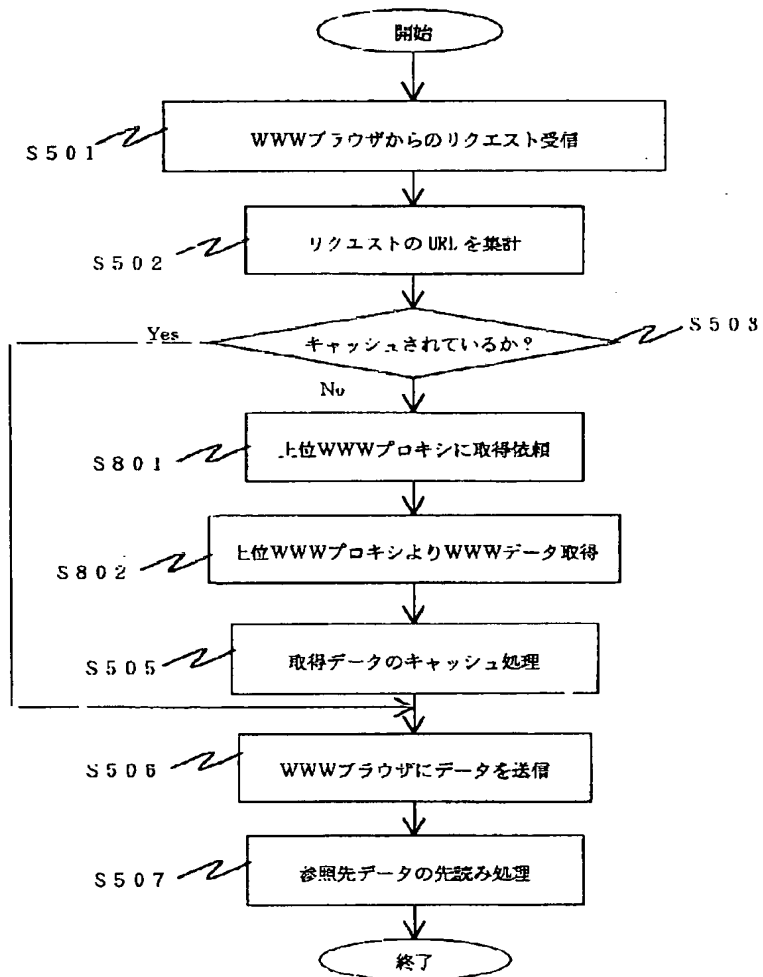 開始
S501
WWWブラウザからのリクエスト受信
S502
リクエストの URL を集計
Yes
キャッシュされているか？
S503
No
S801
上位WWWプロキシに取得依頼
S802
上位WWWプロキシよりWWWデータ取得
S505
取得データのキャッシュ処理
S506
WWWブラウザにデータを送信
S507
参照先データの先読み処理
終了